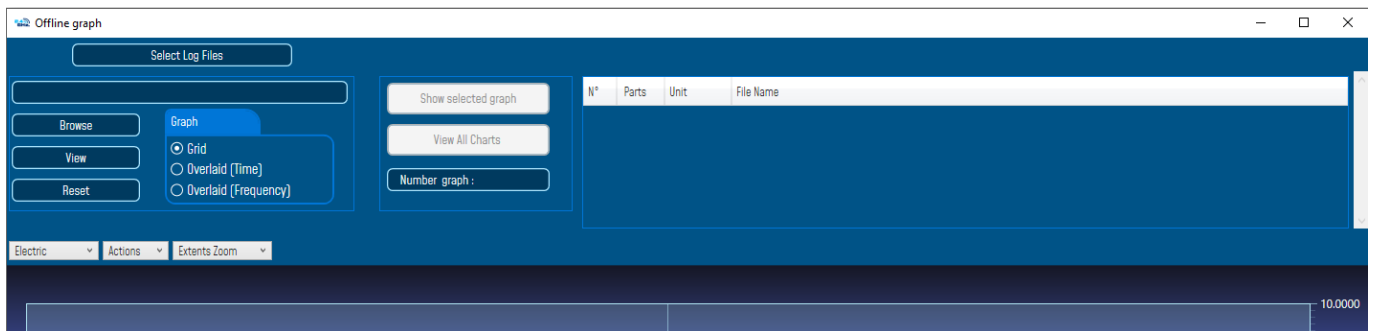 Offline graph
Select Log Files
Browse
View
Reset
Graph
Grid
Overlaid (Time)
Overlaid (Frequency)
Show selected graph
View All Charts
Number graph :
N° Parts Unit File Name
Electric Actions Extents Zoom
10.0000